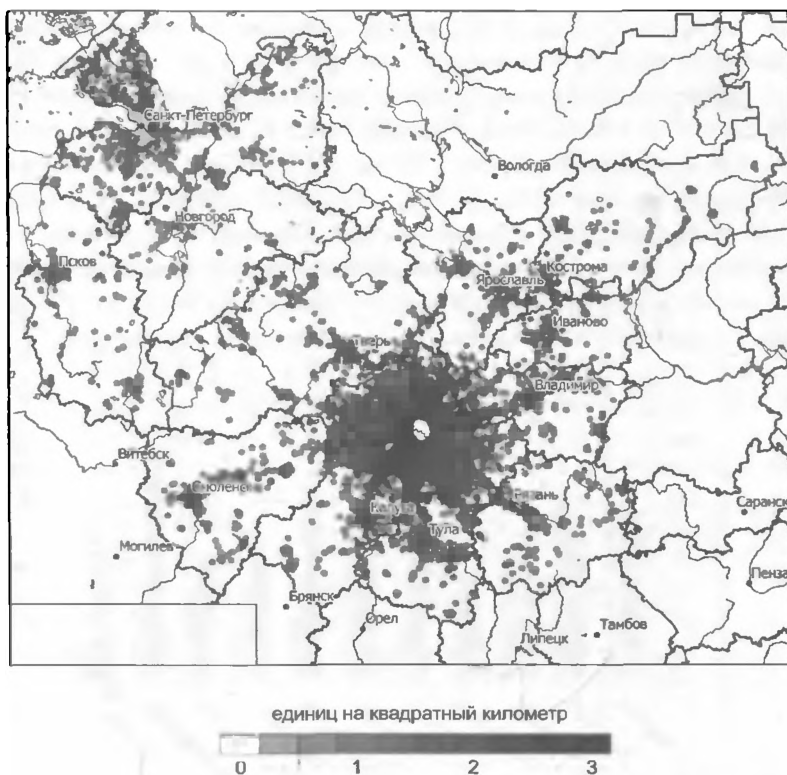 Санкт-Петербург
Вологда
Новгород
Псков
Кострома
Ярославль
Иваново
Тверь
Владимир
Витебск
Смоленск
Рязань
Саранск
Калуга
Тула
Могилев
Пенза
Брянск
Орел
Тамбов
Липецк
единиц на квадратный километр
0 1 2 3